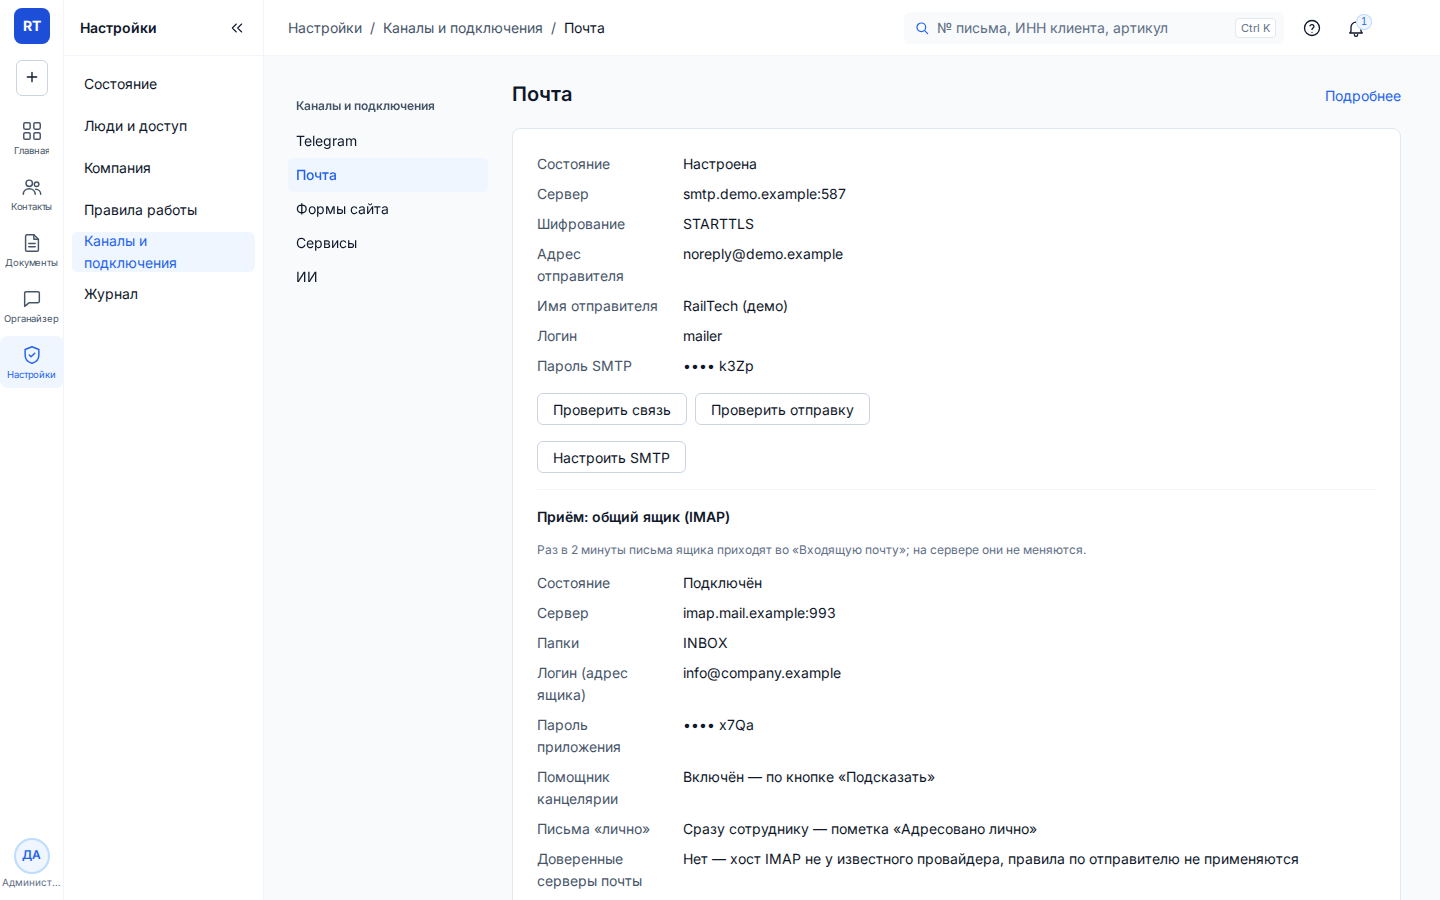 RT
Настройки
Настройки / Каналы и подключения / Почта
№ письма, ИНН клиента, артикул
Ctrl K
1
Главная
Контакты
Документы
Органайзер
Настройки
ДА
Админист...
Состояние
Люди и доступ
Компания
Правила работы
Каналы и
подключения
Журнал
Каналы и подключения
Telegram
Почта
Формы сайта
Сервисы
ИИ
Почта
Подробнее
Состояние Настроена
Сервер smtp.demo.example:587
Шифрование STARTTLS
Адрес отправителя noreply@demo.example
Имя отправителя RailTech (демо)
Логин mailer
Пароль SMTP •••• k3Zp
Проверить связь Проверить отправку
Настроить SMTP
Приём: общий ящик (IMAP)
Раз в 2 минуты письма ящика приходят во «Входящую почту»; на сервере они не меняются.
Состояние Подключён
Сервер imap.mail.example:993
Папки INBOX
Логин (адрес ящика) info@company.example
Пароль приложения •••• x7Qa
Помощник канцелярии Включён — по кнопке «Подсказать»
Письма «лично» Сразу сотруднику — пометка «Адресовано лично»
Доверенные серверы почты Нет — хост IMAP не у известного провайдера, правила по отправителю не применяются